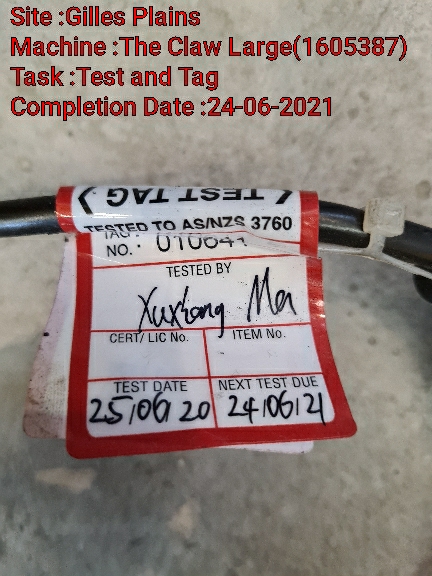 Site :Gilles Plains
Machine :The Claw Large(1605387)
Task :Test and Tag
Completion Date :24-06-2021
TEST TAG
TESTED TO AS/NZS 3760
TAG
NO.
TESTED BY
Ma
CERT/ LIC No. ITEM No.
TEST DATE NEXT TEST DUE
25/06/20 24/06/21